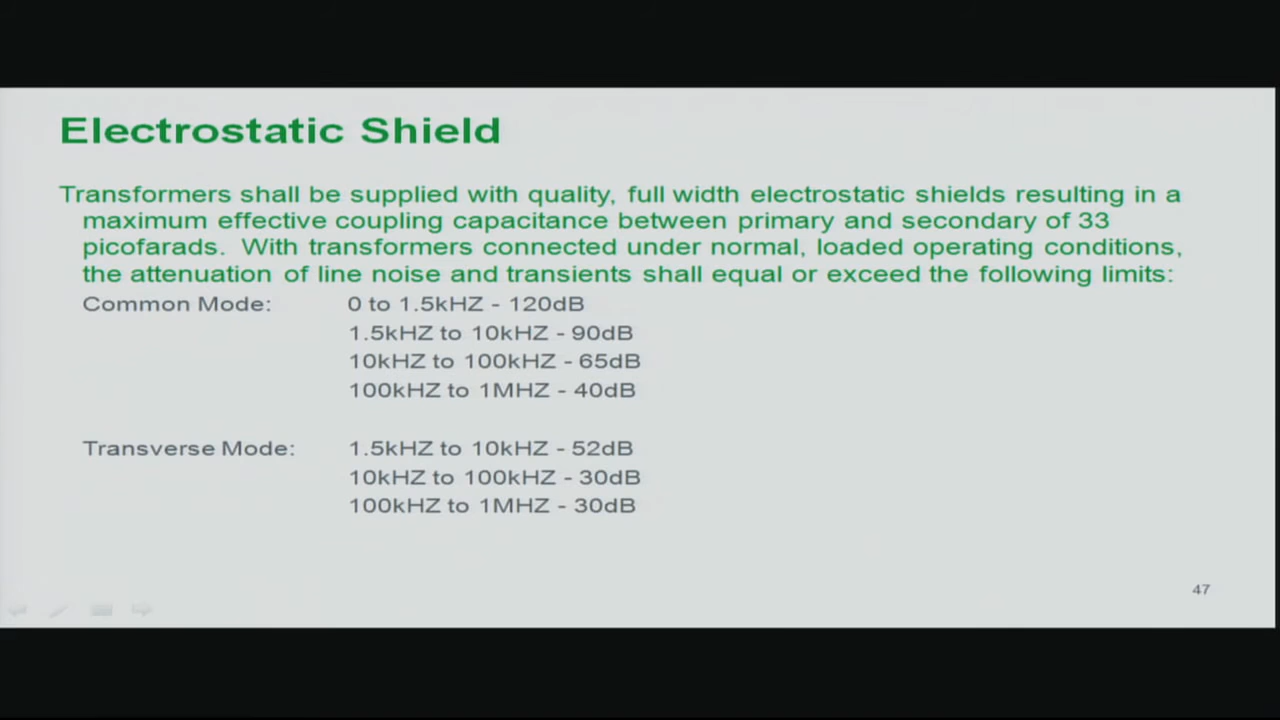 Electrostatic Shield
Transformers shall be supplied with quality, full width electrostatic shields resulting in a
maximum effective coupling capacitance between primary and secondary of 33
picofarads. With transformers connected under normal, loaded operating conditions,
the attenuation of line noise and transients shall equal or exceed the following limits:
Common Mode: 0 to 1.5kHZ - 120dB
1.5kHZ to 10kHZ - 90dB
10kHZ to 100kHZ - 65dB
100kHZ to 1MHZ - 40dB
Transverse Mode: 1.5kHZ to 10kHZ - 52dB
10kHZ to 100kHZ - 30dB
100kHZ to 1MHZ - 30dB
47